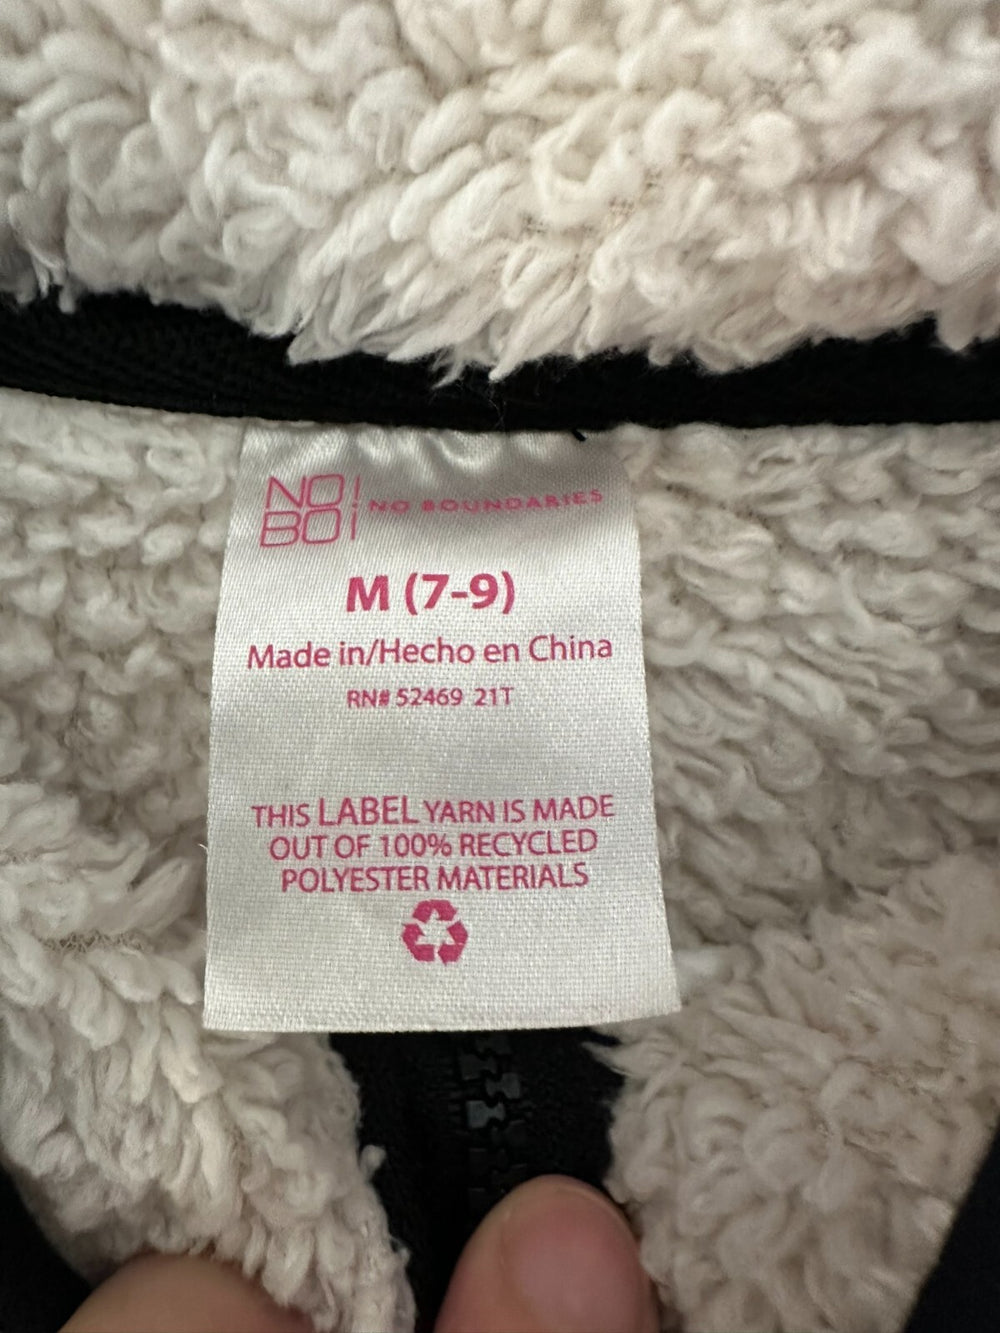 NO!
BO!
NO BOUNDARIES
M (7-9)
Made in/Hecho en China
RN# 52469 21T
THIS LABEL YARN IS MADE
OUT OF 100% RECYCLED
POLYESTER MATERIALS